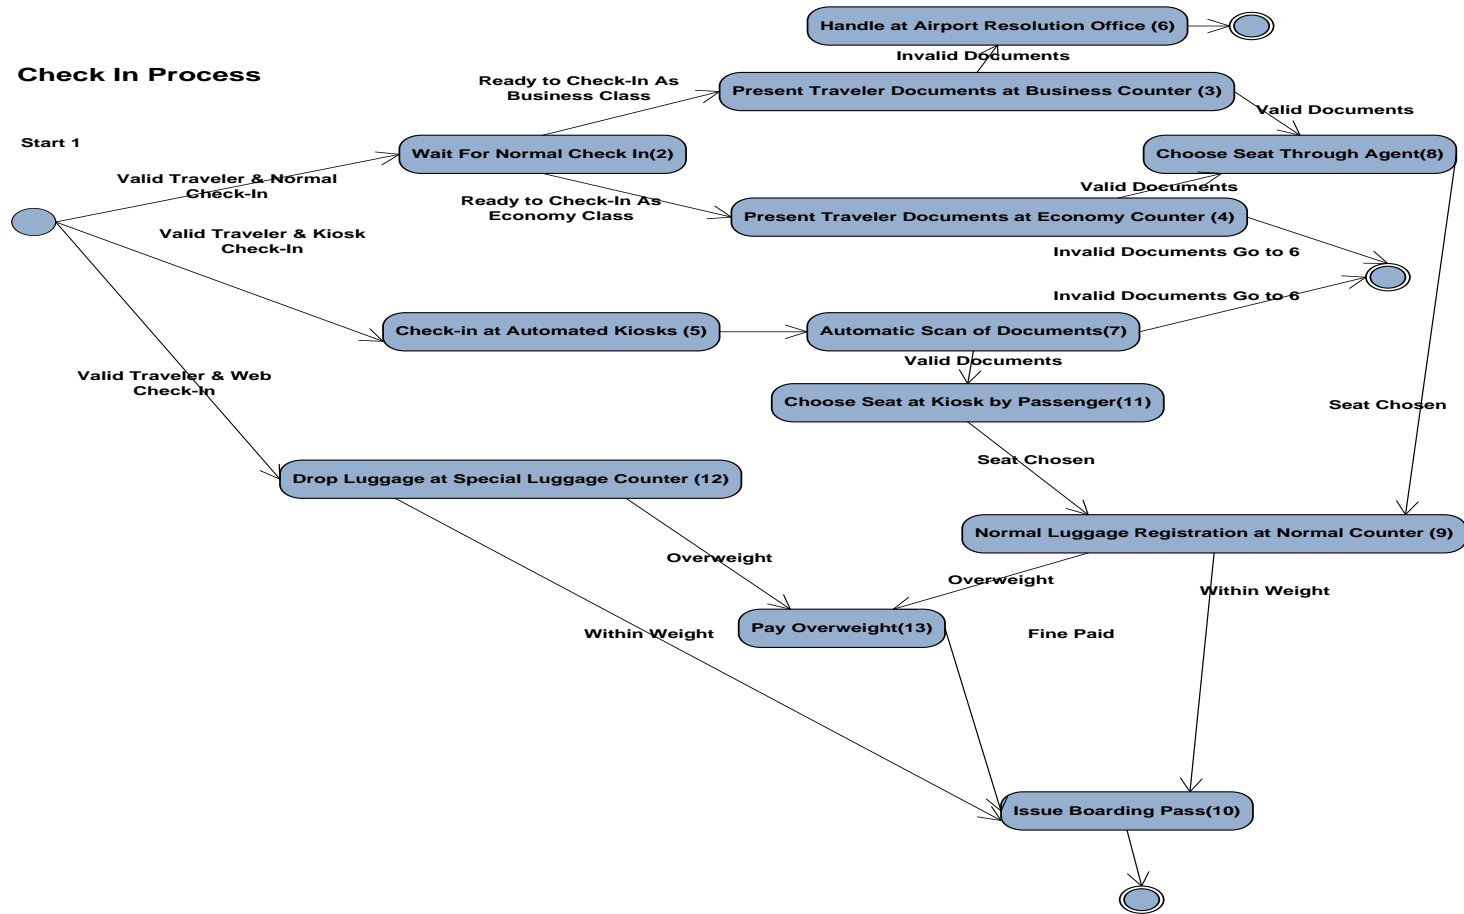 Handle at Airport Resolution Office (6)
Invalid Documents
Check In Process
Ready to Check-In As
Business Class
Present Traveler Documents at Business Counter (3)
Valid Documents
Start 1
Wait For Normal Check In(2)
Choose Seat Through Agent(8)
Valid Traveler & Normal
Check-In
Ready to Check-In As
Economy Class
Valid Documents
Present Traveler Documents at Economy Counter (4)
Valid Traveler & Kiosk
Check-In
Invalid Documents Go to 6
Invalid Documents Go to 6
Check-in at Automated Kiosks (5)
Automatic Scan of Documents(7)
Valid Documents
Valid Traveler & Web
Check-In
Choose Seat at Kiosk by Passenger(11)
Seat Chosen
Seat Chosen
Drop Luggage at Special Luggage Counter (12)
Normal Luggage Registration at Normal Counter (9)
Overweight
Overweight
Within Weight
Pay Overweight(13)
Within Weight
Fine Paid
Issue Boarding Pass(10)